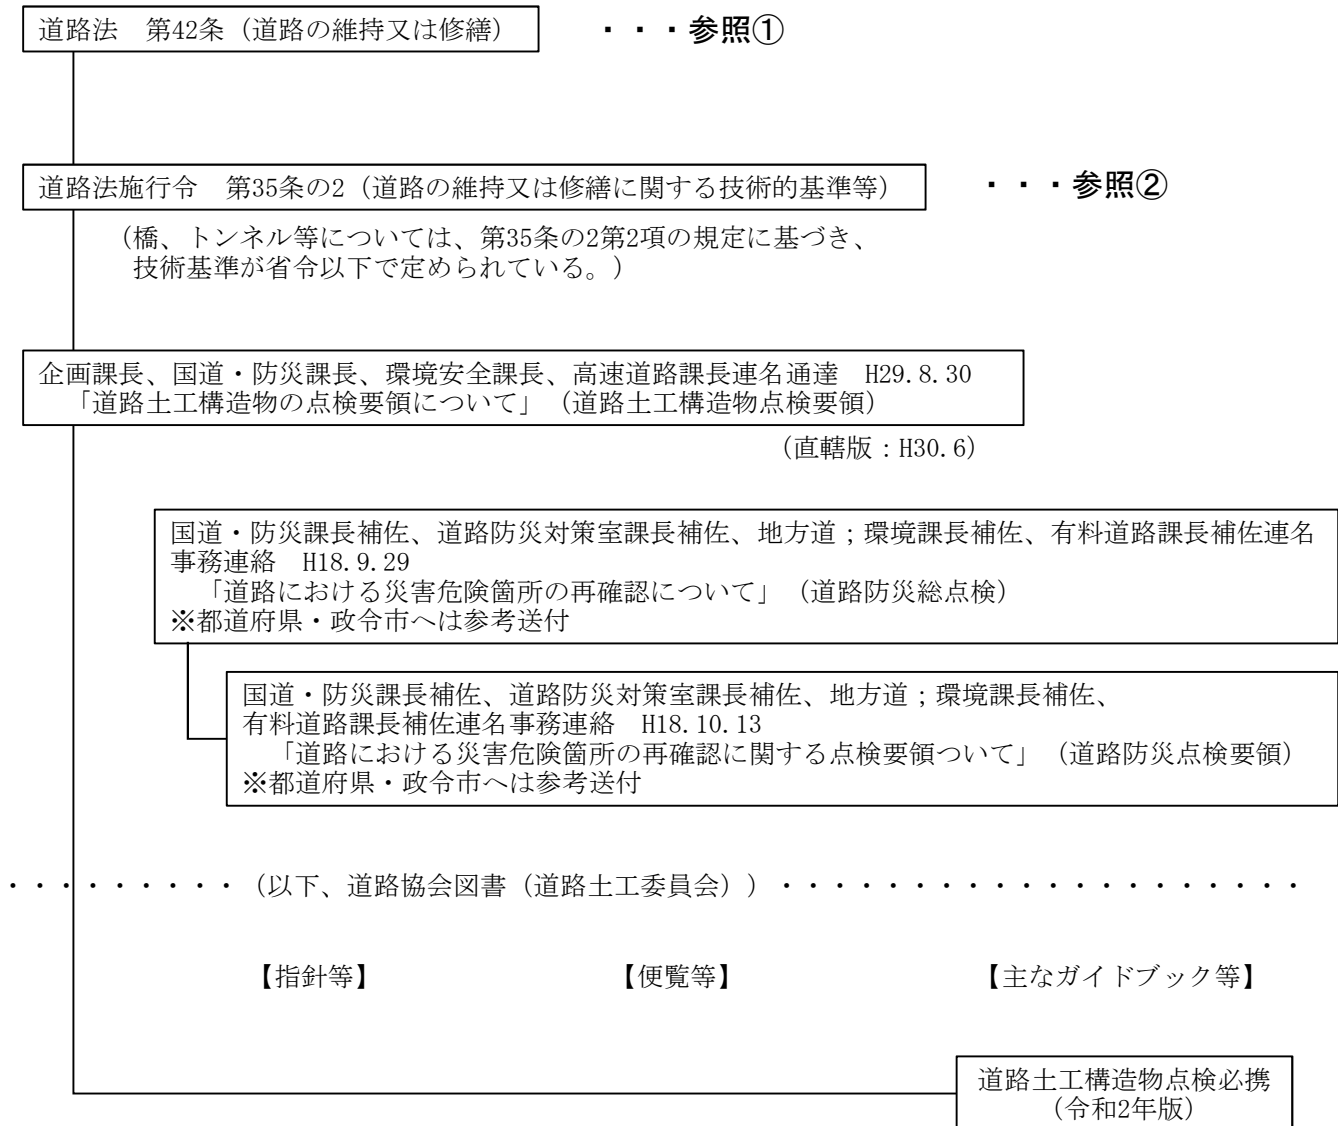 道路法　第42条（道路の維持又は修繕）　・・・参照①
道路法施行令　第35条の2（道路の維持又は修繕に関する技術的基準等）　・・・参照②
（橋、トンネル等については、第35条の2第2項の規定に基づき、
技術基準が省令以下で定められている。）
企画課長、国道・防災課長、環境安全課長、高速道路課長連名通達　H29.8.30
「道路土工構造物の点検要領について」（道路土工構造物点検要領）
（直轄版：H30.6）
国道・防災課長補佐、道路防災対策室課長補佐、地方道；環境課長補佐、有料道路課長補佐連名
事務連絡　H18.9.29
「道路における災害危険箇所の再確認について」（道路防災総点検）
※都道府県・政令市へは参考送付
国道・防災課長補佐、道路防災対策室課長補佐、地方道；環境課長補佐、
有料道路課長補佐連名事務連絡　H18.10.13
「道路における災害危険箇所の再確認に関する点検要領ついて」（道路防災点検要領）
※都道府県・政令市へは参考送付
・・・・・・・・・・（以下、道路協会図書（道路土工委員会））・・・・・・・・・・・・・・・・・・・
【指針等】　【便覧等】　【主なガイドブック等】
道路土工構造物点検必携
（令和2年版）